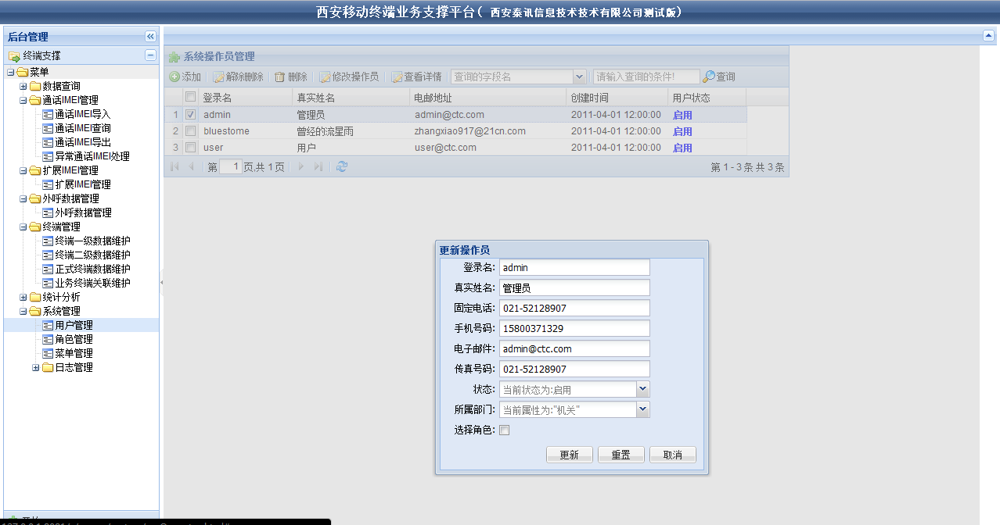 西安移动终端业务支撑平台( 西安泰讯信息技术技术有限公司测试版)
后台管理
终端支撑
菜单
数据查询
通话IMEI管理
通话IMEI导入
通话IMEI查询
通话IMEI导出
异常通话IMEI处理
扩展IMEI管理
扩展IMEI管理
外呼数据管理
外呼数据管理
终端管理
终端一级数据维护
终端二级数据维护
正式终端数据维护
业务终端关联维护
统计分析
系统管理
用户管理
角色管理
菜单管理
日志管理
系统操作员管理
添加 解除删除 删除 修改操作员 查看详情 查询的字段名 请输入查询的条件! 查询
登录名 真实姓名 电邮地址 创建时间 用户状态
1 admin 管理员 admin@ctc.com 2011-04-01 12:00:00 启用
2 bluestome 曾经的流星雨 zhangxiao917@21cn.com 2011-04-01 12:00:00 启用
3 user 用户 user@ctc.com 2011-04-01 12:00:00 启用
第 1 页,共 1 页 第 1 - 3 条 共 3 条
更新操作员
登录名: admin
真实姓名: 管理员
固定电话: 021-52128907
手机号码: 15800371329
电子邮件: admin@ctc.com
传真号码: 021-52128907
状态: 当前状态为:启用
所属部门: 当前属性为:"机关"
选择角色:
更新 重置 取消